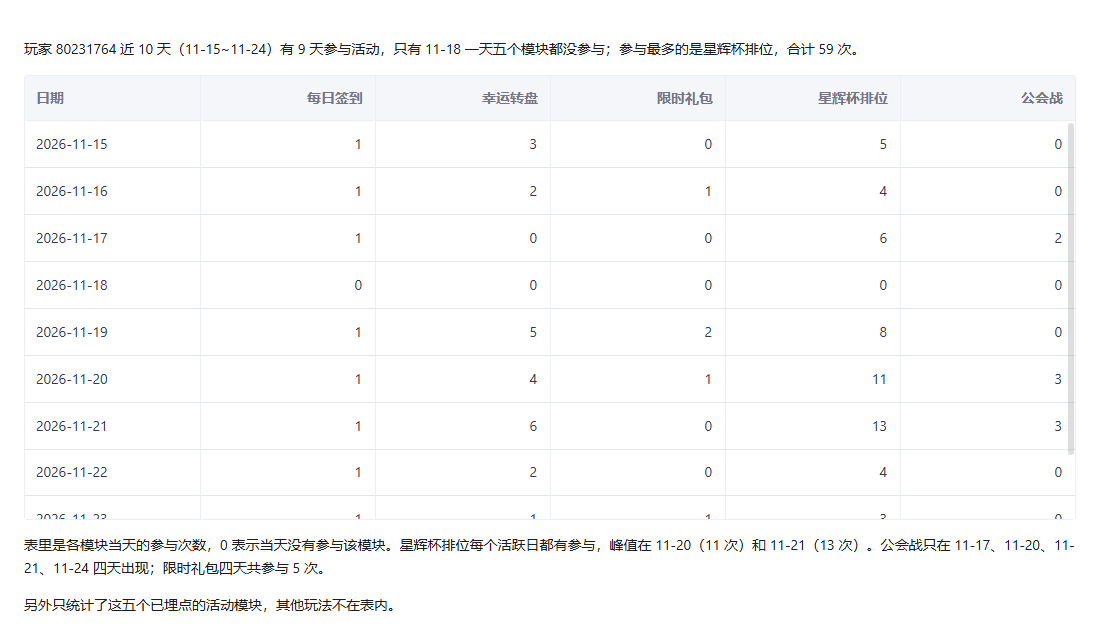 玩家 80231764 近 10 天（11-15~11-24）有 9 天参与活动，只有 11-18 一天五个模块都没参与；参与最多的是星辉杯排位，合计 59 次。
日期 每日签到 幸运转盘 限时礼包 星辉杯排位 公会战
2026-11-15 1 3 0 5 0
2026-11-16 1 2 1 4 0
2026-11-17 1 0 0 6 2
2026-11-18 0 0 0 0 0
2026-11-19 1 5 2 8 0
2026-11-20 1 4 1 11 3
2026-11-21 1 6 0 13 3
2026-11-22 1 2 0 4 0
2026-11-23 1 1 1 3 0
表里是各模块当天的参与次数，0 表示当天没有参与该模块。星辉杯排位每个活跃日都有参与，峰值在 11-20（11 次）和 11-21（13 次）。公会战只在 11-17、11-20、11-
21、11-24 四天出现；限时礼包四天共参与 5 次。
另外只统计了这五个已埋点的活动模块，其他玩法不在表内。